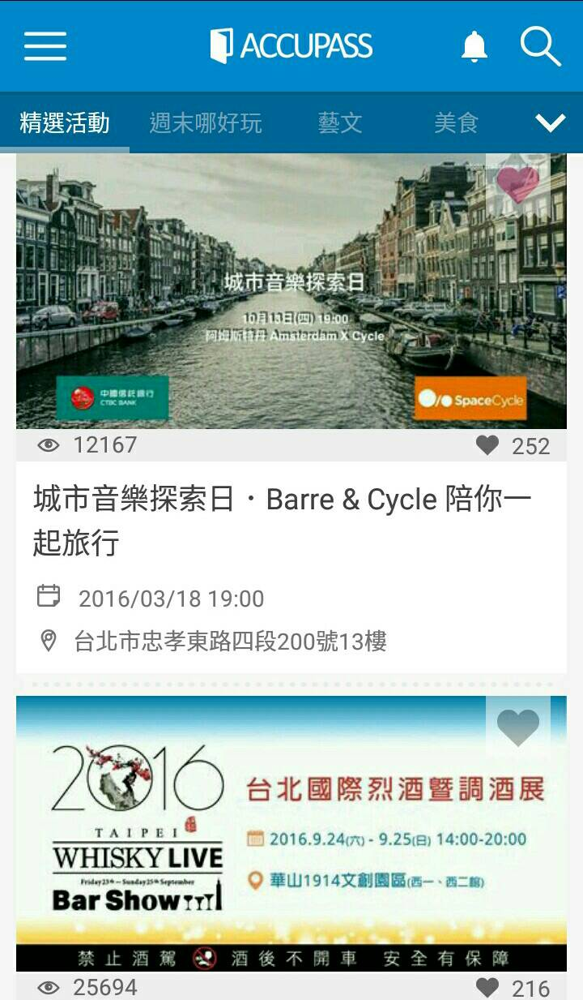 ACCUPASS
精選活動 週末哪好玩 藝文 美食
城市音樂探索日
10月13日(四) 19:00
阿姆斯特丹 Amsterdam X Cycle
中國信託銀行
CTBC BANK
SpaceCycle
12167 252
城市音樂探索日．Barre & Cycle 陪你一
起旅行
2016/03/18 19:00
台北市忠孝東路四段200號13樓
2016
TAIPEI
WHISKY LIVE
Friday 23th – Sunday 25th September
Bar Show
台北國際烈酒暨調酒展
2016.9.24(六) - 9.25(日) 14:00-20:00
華山1914文創園區(西一、西二館)
禁止酒駕 酒後不開車 安全有保障
25694 216